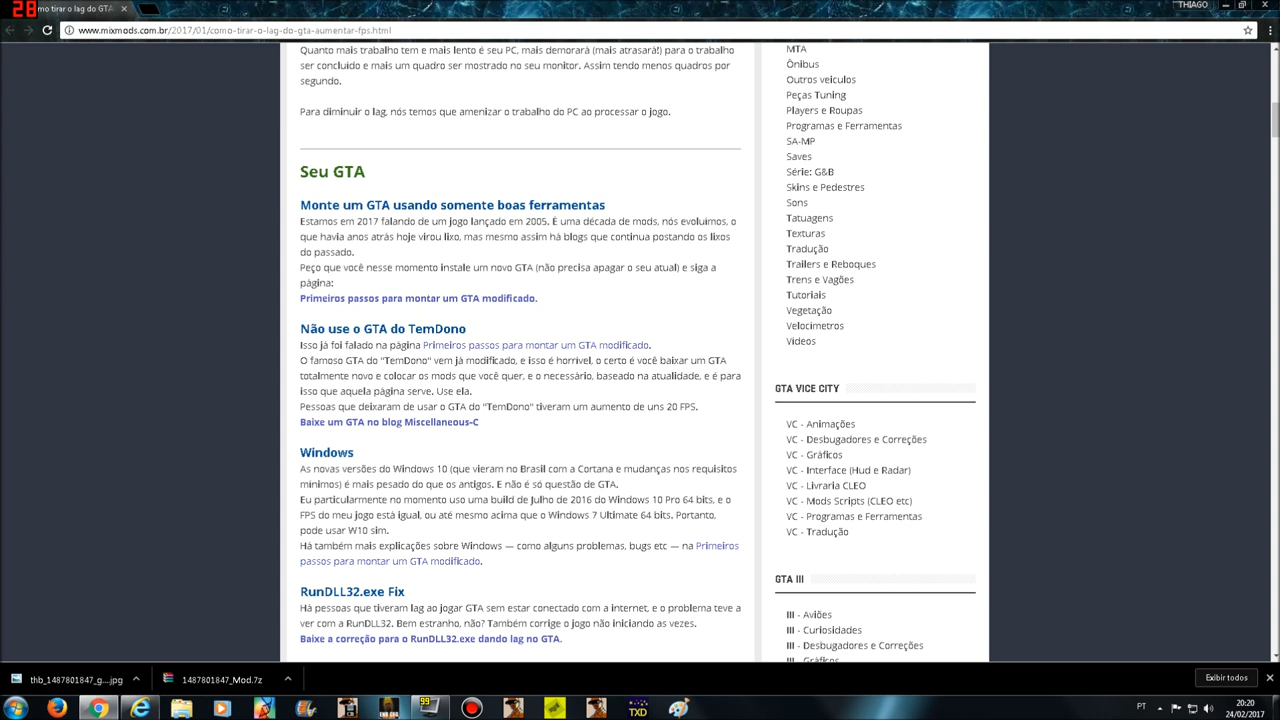 28
mo tirar o lag do GTA
THIAGO
www.mixmods.com.br/2017/01/como-tirar-o-lag-do-gta-aumentar-fps.html
Quanto mais trabalho tem e mais lento é seu PC, mais demorará (mais atrasará!) para o trabalho
ser concluído e mais um quadro ser mostrado no seu monitor. Assim tendo menos quadros por
segundo.
Para diminuir o lag, nós temos que amenizar o trabalho do PC ao processar o jogo.
Seu GTA
Monte um GTA usando somente boas ferramentas
Estamos em 2017 falando de um jogo lançado em 2005. É uma década de mods, nós evoluímos, o
que havia anos atrás hoje virou lixo, mas mesmo assim há blogs que continua postando os lixos
do passado.
Peço que você nesse momento instale um novo GTA (não precisa apagar o seu atual) e siga a
página:
Primeiros passos para montar um GTA modificado.
Não use o GTA do TemDono
Isso já foi falado na página Primeiros passos para montar um GTA modificado.
O famoso GTA do "TemDono" vem já modificado, e isso é horrível, o certo é você baixar um GTA
totalmente novo e colocar os mods que você quer, e o necessário, baseado na atualidade, e é para
isso que aquela página serve. Use ela.
Pessoas que deixaram de usar o GTA do "TemDono" tiveram um aumento de uns 20 FPS.
Baixe um GTA no blog Miscellaneous-C
Windows
As novas versões do Windows 10 (que vieram no Brasil com a Cortana e mudanças nos requisitos
mínimos) é mais pesado do que os antigos. E não é só questão de GTA.
Eu particularmente no momento uso uma build de Julho de 2016 do Windows 10 Pro 64 bits, e o
FPS do meu jogo está igual, ou até mesmo acima que o Windows 7 Ultimate 64 bits. Portanto,
pode usar W10 sim.
Há também mais explicações sobre Windows — como alguns problemas, bugs etc — na Primeiros
passos para montar um GTA modificado.
RunDLL32.exe Fix
Há pessoas que tiveram lag ao jogar GTA sem estar conectado com a internet, e o problema teve a
ver com a RunDLL32. Bem estranho, não? Também corrige o jogo não iniciando as vezes.
Baixe a correção para o RunDLL32.exe dando lag no GTA.
MTA
Ônibus
Outros veículos
Peças Tuning
Players e Roupas
Programas e Ferramentas
SA-MP
Saves
Série: G&B
Skins e Pedestres
Sons
Tatuagens
Texturas
Tradução
Trailers e Reboques
Trens e Vagões
Tutoriais
Vegetação
Velocímetros
Vídeos
GTA VICE CITY
VC - Animações
VC - Desbugadores e Correções
VC - Gráficos
VC - Interface (Hud e Radar)
VC - Livraria CLEO
VC - Mods Scripts (CLEO etc)
VC - Programas e Ferramentas
VC - Tradução
GTA III
III - Aviões
III - Curiosidades
III - Desbugadores e Correções
III - Gráficos
thb_1487801847_g....jpg
1487801847_Mod.7z
Exibir todos
99
TXD
PT
20:20
24/02/2017